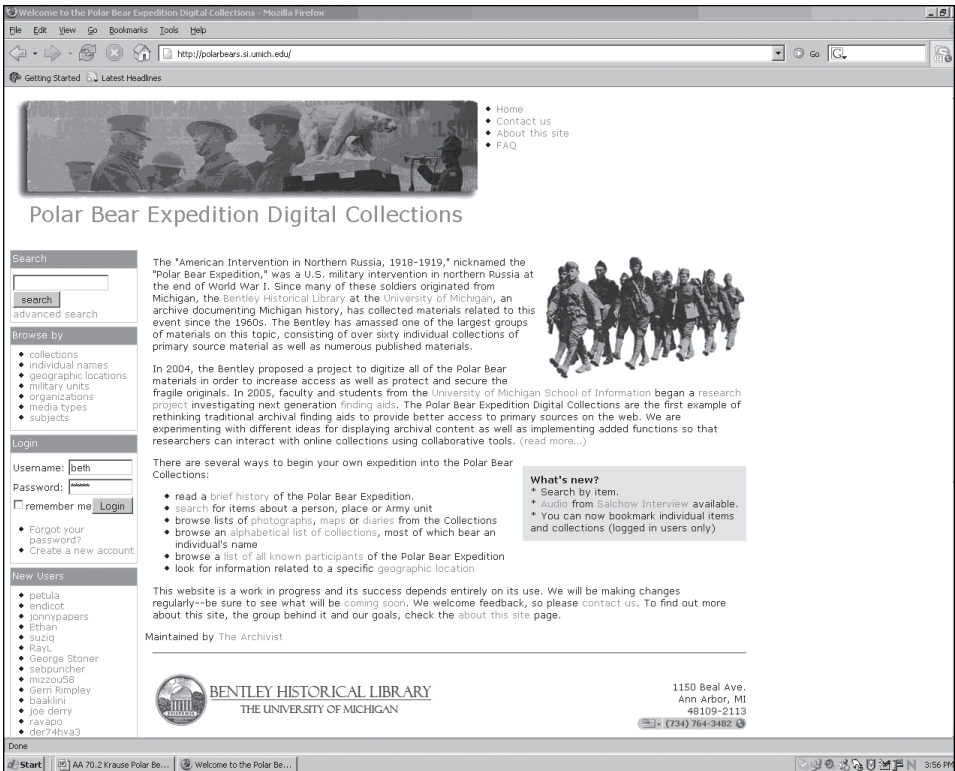 Welcome to the Polar Bear Expedition Digital Collections - Mozilla Firefox
File Edit View Go Bookmarks Tools Help
http://polarbears.si.umich.edu/
Go
G
Getting Started Latest Headlines
Home
Contact us
About this site
FAQ
Polar Bear Expedition Digital Collections
Search
search
advanced search
Browse by
collections
individual names
geographic locations
military units
organizations
media types
subjects
Login
Username: beth
Password: *****
remember me Login
Forgot your
password?
Create a new account
New Users
petula
endicot
jonnypapers
Ethan
suziq
RayL
George Stoner
sebpuncher
mizzou58
Gerri Rimpley
baaklini
joe derry
ravapo
der74hva3
The "American Intervention in Northern Russia, 1918-1919," nicknamed the
"Polar Bear Expedition," was a U.S. military intervention in northern Russia at
the end of World War I. Since many of these soldiers originated from
Michigan, the Bentley Historical Library at the University of Michigan, an
archive documenting Michigan history, has collected materials related to this
event since the 1960s. The Bentley has amassed one of the largest groups
of materials on this topic, consisting of over sixty individual collections of
primary source material as well as numerous published materials.
In 2004, the Bentley proposed a project to digitize all of the Polar Bear
materials in order to increase access as well as protect and secure the
fragile originals. In 2005, faculty and students from the University of Michigan School of Information began a research
project investigating next generation finding aids. The Polar Bear Expedition Digital Collections are the first example of
rethinking traditional archival finding aids to provide better access to primary sources on the web. We are
experimenting with different ideas for displaying archival content as well as implementing added functions so that
researchers can interact with online collections using collaborative tools. (read more...)
There are several ways to begin your own expedition into the Polar Bear
Collections:
read a brief history of the Polar Bear Expedition.
search for items about a person, place or Army unit
browse lists of photographs, maps or diaries from the Collections
browse an alphabetical list of collections, most of which bear an
individual's name
browse a list of all known participants of the Polar Bear Expedition
look for information related to a specific geographic location
What's new?
* Search by item.
* Audio from Salchow Interview available.
* You can now bookmark individual items
and collections (logged in users only)
This website is a work in progress and its success depends entirely on its use. We will be making changes
regularly--be sure to see what will be coming soon. We welcome feedback, so please contact us. To find out more
about this site, the group behind it and our goals, check the about this site page.
Maintained by The Archivist
BENTLEY HISTORICAL LIBRARY
THE UNIVERSITY OF MICHIGAN
1150 Beal Ave.
Ann Arbor, MI
48109-2113
(734) 764-3482
Done
Start AA 70.2 Krause Polar Be... Welcome to the Polar Be... 3:56 PM